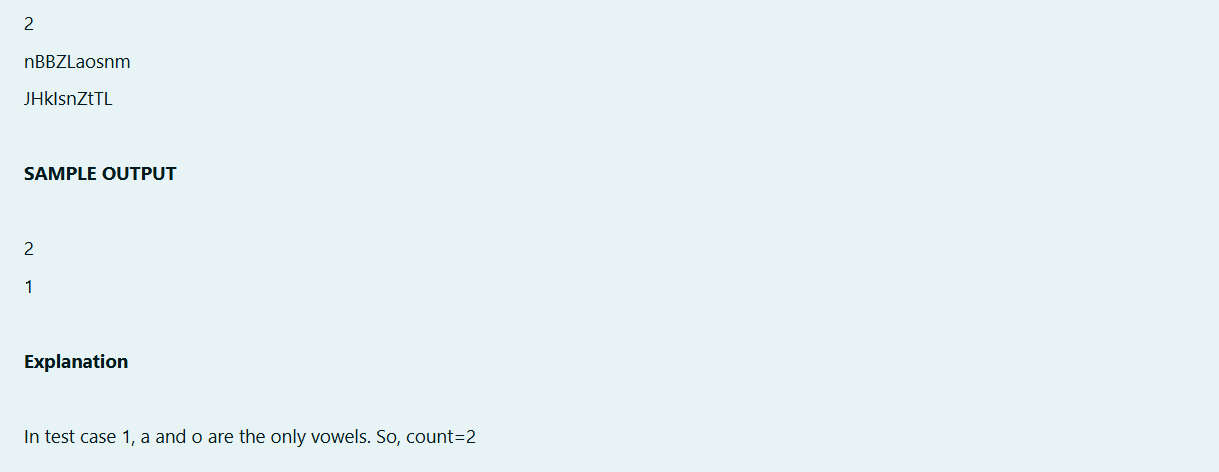 2
nBBZLaosnm
JHkIsnZtTL
SAMPLE OUTPUT
2
1
Explanation
In test case 1, a and o are the only vowels. So, count=2